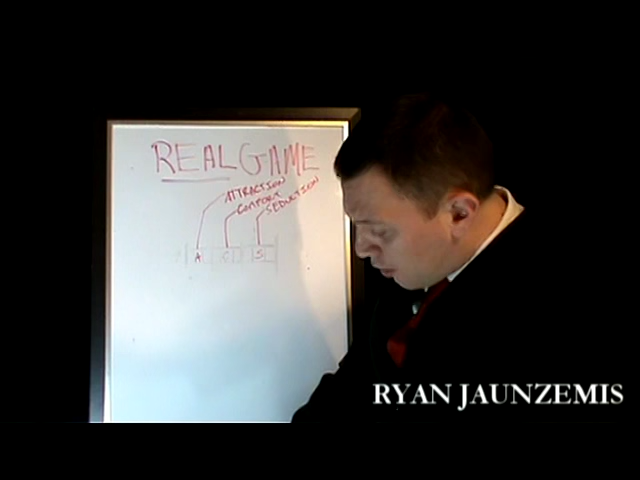 REAL GAME
ATTRACTION
COMFORT
SEDUCTION
A C S
RYAN JAUNZEMIS